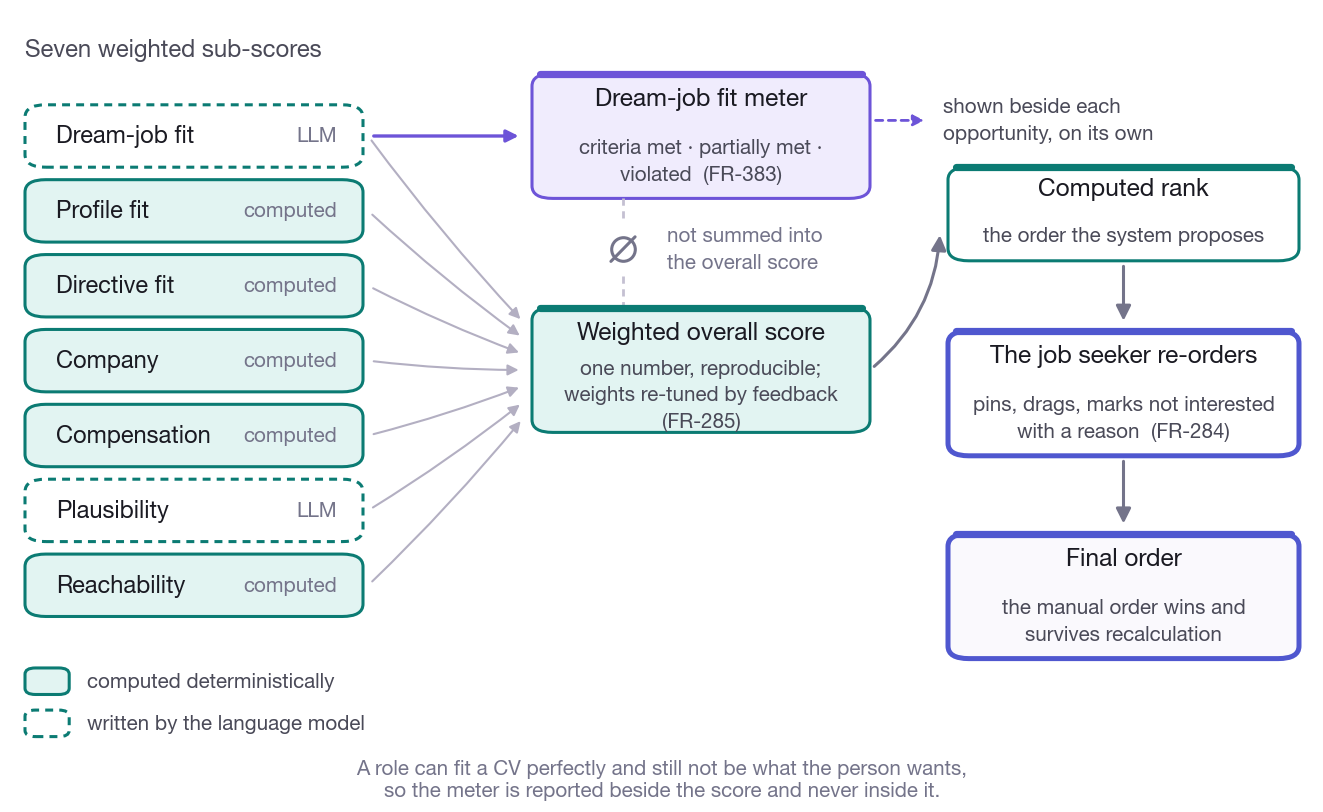 Seven weighted sub-scores
Dream-job fit LLM
Profile fit computed
Directive fit computed
Company computed
Compensation computed
Plausibility LLM
Reachability computed
computed deterministically
written by the language model
Dream-job fit meter
criteria met · partially met ·
violated (FR-383)
shown beside each
opportunity, on its own
not summed into
the overall score
Weighted overall score
one number, reproducible;
weights re-tuned by feedback
(FR-285)
Computed rank
the order the system proposes
The job seeker re-orders
pins, drags, marks not interested
with a reason (FR-284)
Final order
the manual order wins and
survives recalculation
A role can fit a CV perfectly and still not be what the person wants,
so the meter is reported beside the score and never inside it.